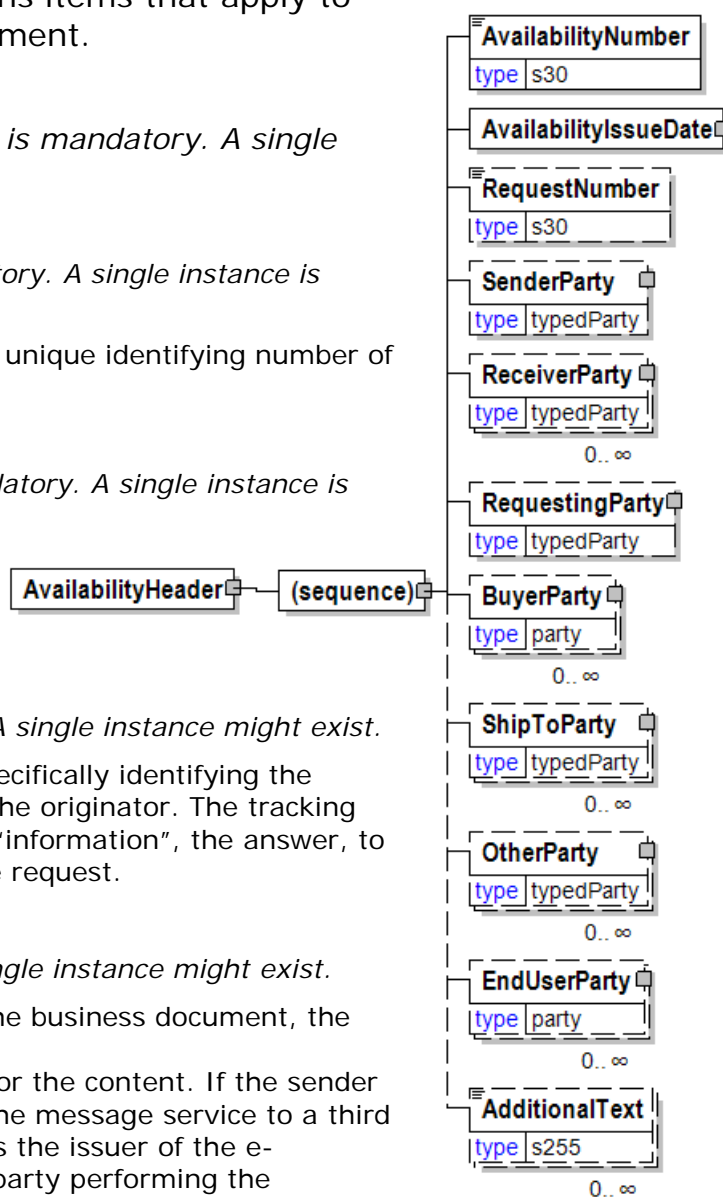 ns items that apply to
ment.
is mandatory. A single
ory. A single instance is
unique identifying number of
latory. A single instance is
A single instance might exist.
ecifically identifying the
he originator. The tracking
"information", the answer, to
e request.
ngle instance might exist.
he business document, the
or the content. If the sender
he message service to a third
s the issuer of the e-
party performing the
AvailabilityHeader
(sequence)
AvailabilityNumber
type s30
AvailabilityIssueDate
RequestNumber
type s30
SenderParty
type typedParty
ReceiverParty
type typedParty
0.. ∞
RequestingParty
type typedParty
BuyerParty
type party
0.. ∞
ShipToParty
type typedParty
0.. ∞
OtherParty
type typedParty
0.. ∞
EndUserParty
type party
0.. ∞
AdditionalText
type s255
0.. ∞